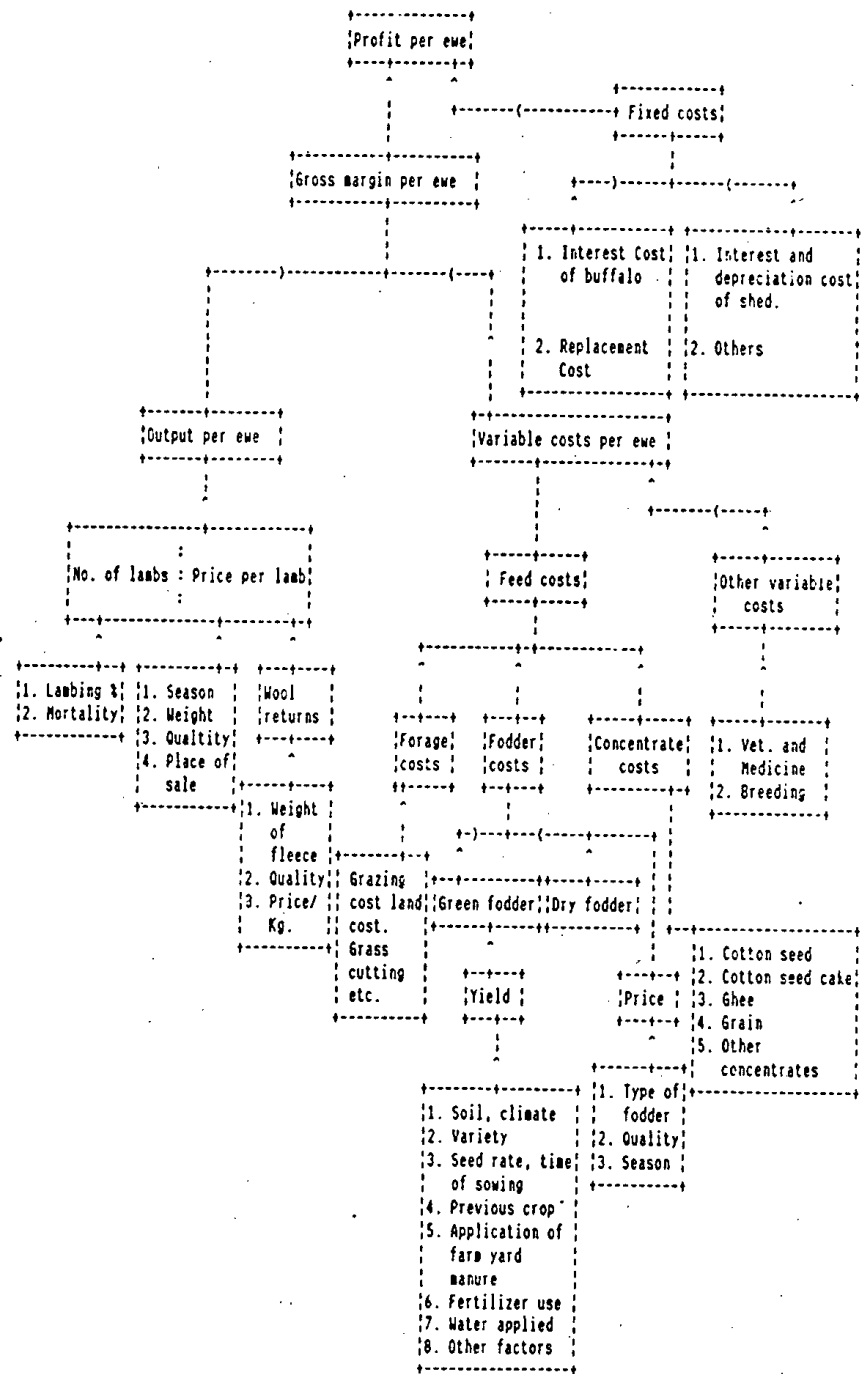 Profit per ewe
Fixed costs
Gross margin per ewe
1. Interest Cost
of buffalo
2. Replacement
Cost
1. Interest and
depreciation cost
of shed.
2. Others
Output per ewe
Variable costs per ewe
No. of lambs : Price per lamb
Feed costs
Other variable
costs
1. Lambing %
2. Mortality
1. Season
2. Weight
3. Qualtity
4. Place of
sale
Wool
returns
Forage
costs
Fodder
costs
Concentrate
costs
1. Vet. and
Medicine
2. Breeding
1. Weight
of
fleece
2. Quality
3. Price/
Kg.
Grazing
cost land
cost.
Grass
cutting
etc.
Green fodder
Dry fodder
1. Cotton seed
2. Cotton seed cake
3. Ghee
4. Grain
5. Other
concentrates
Yield
Price
1. Soil, climate
2. Variety
3. Seed rate, time
of sowing
4. Previous crop
5. Application of
farm yard
manure
6. Fertilizer use
7. Water applied
8. Other factors
1. Type of
fodder
2. Quality
3. Season